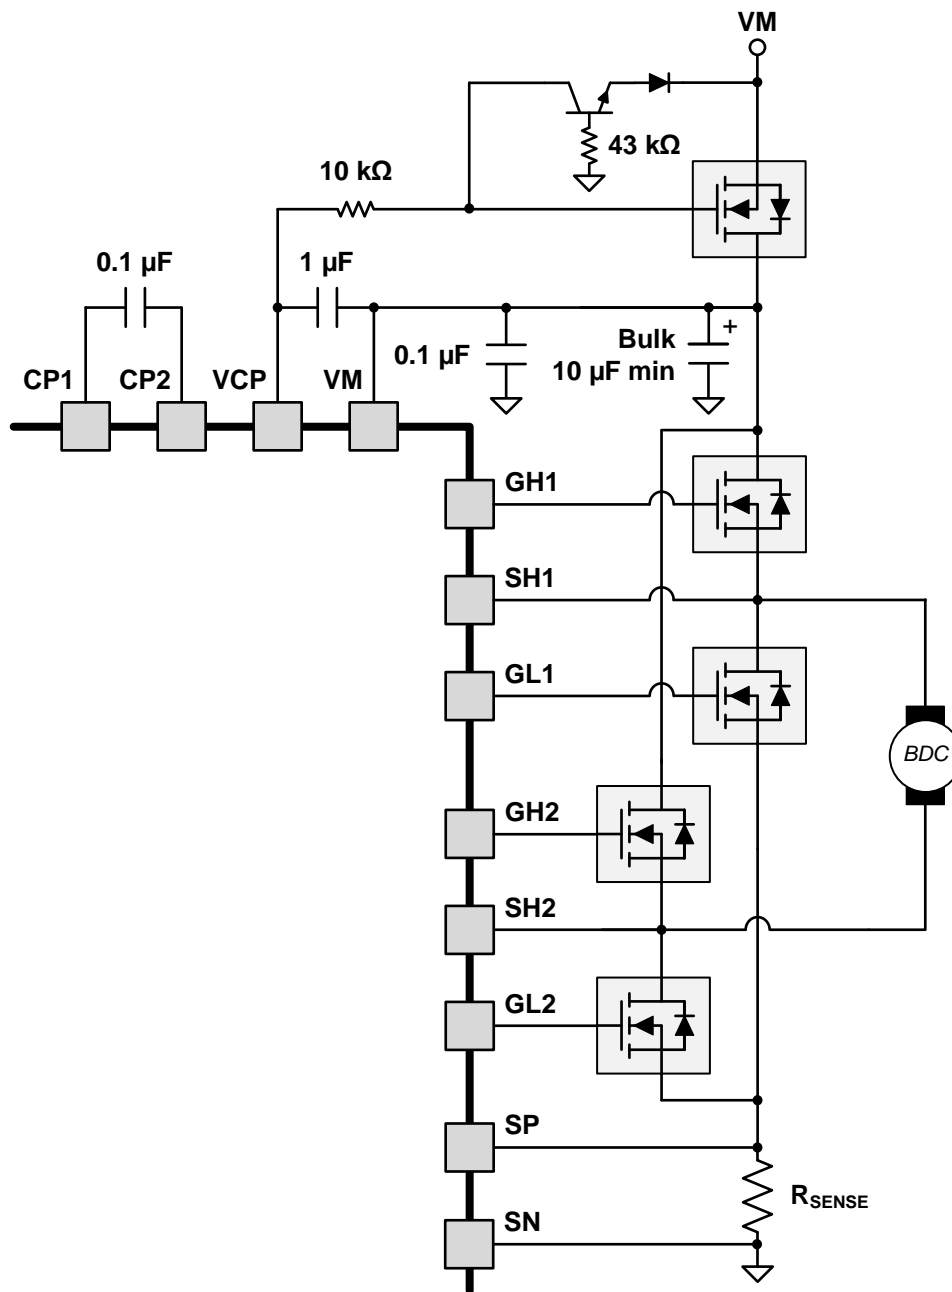 VM
43 kΩ
10 kΩ
0.1 µF
1 µF
+
Bulk
10 µF min
0.1 µF
CP1
CP2
VCP
VM
GH1
SH1
GL1
BDC
GH2
SH2
GL2
SP
RSENSE
SN